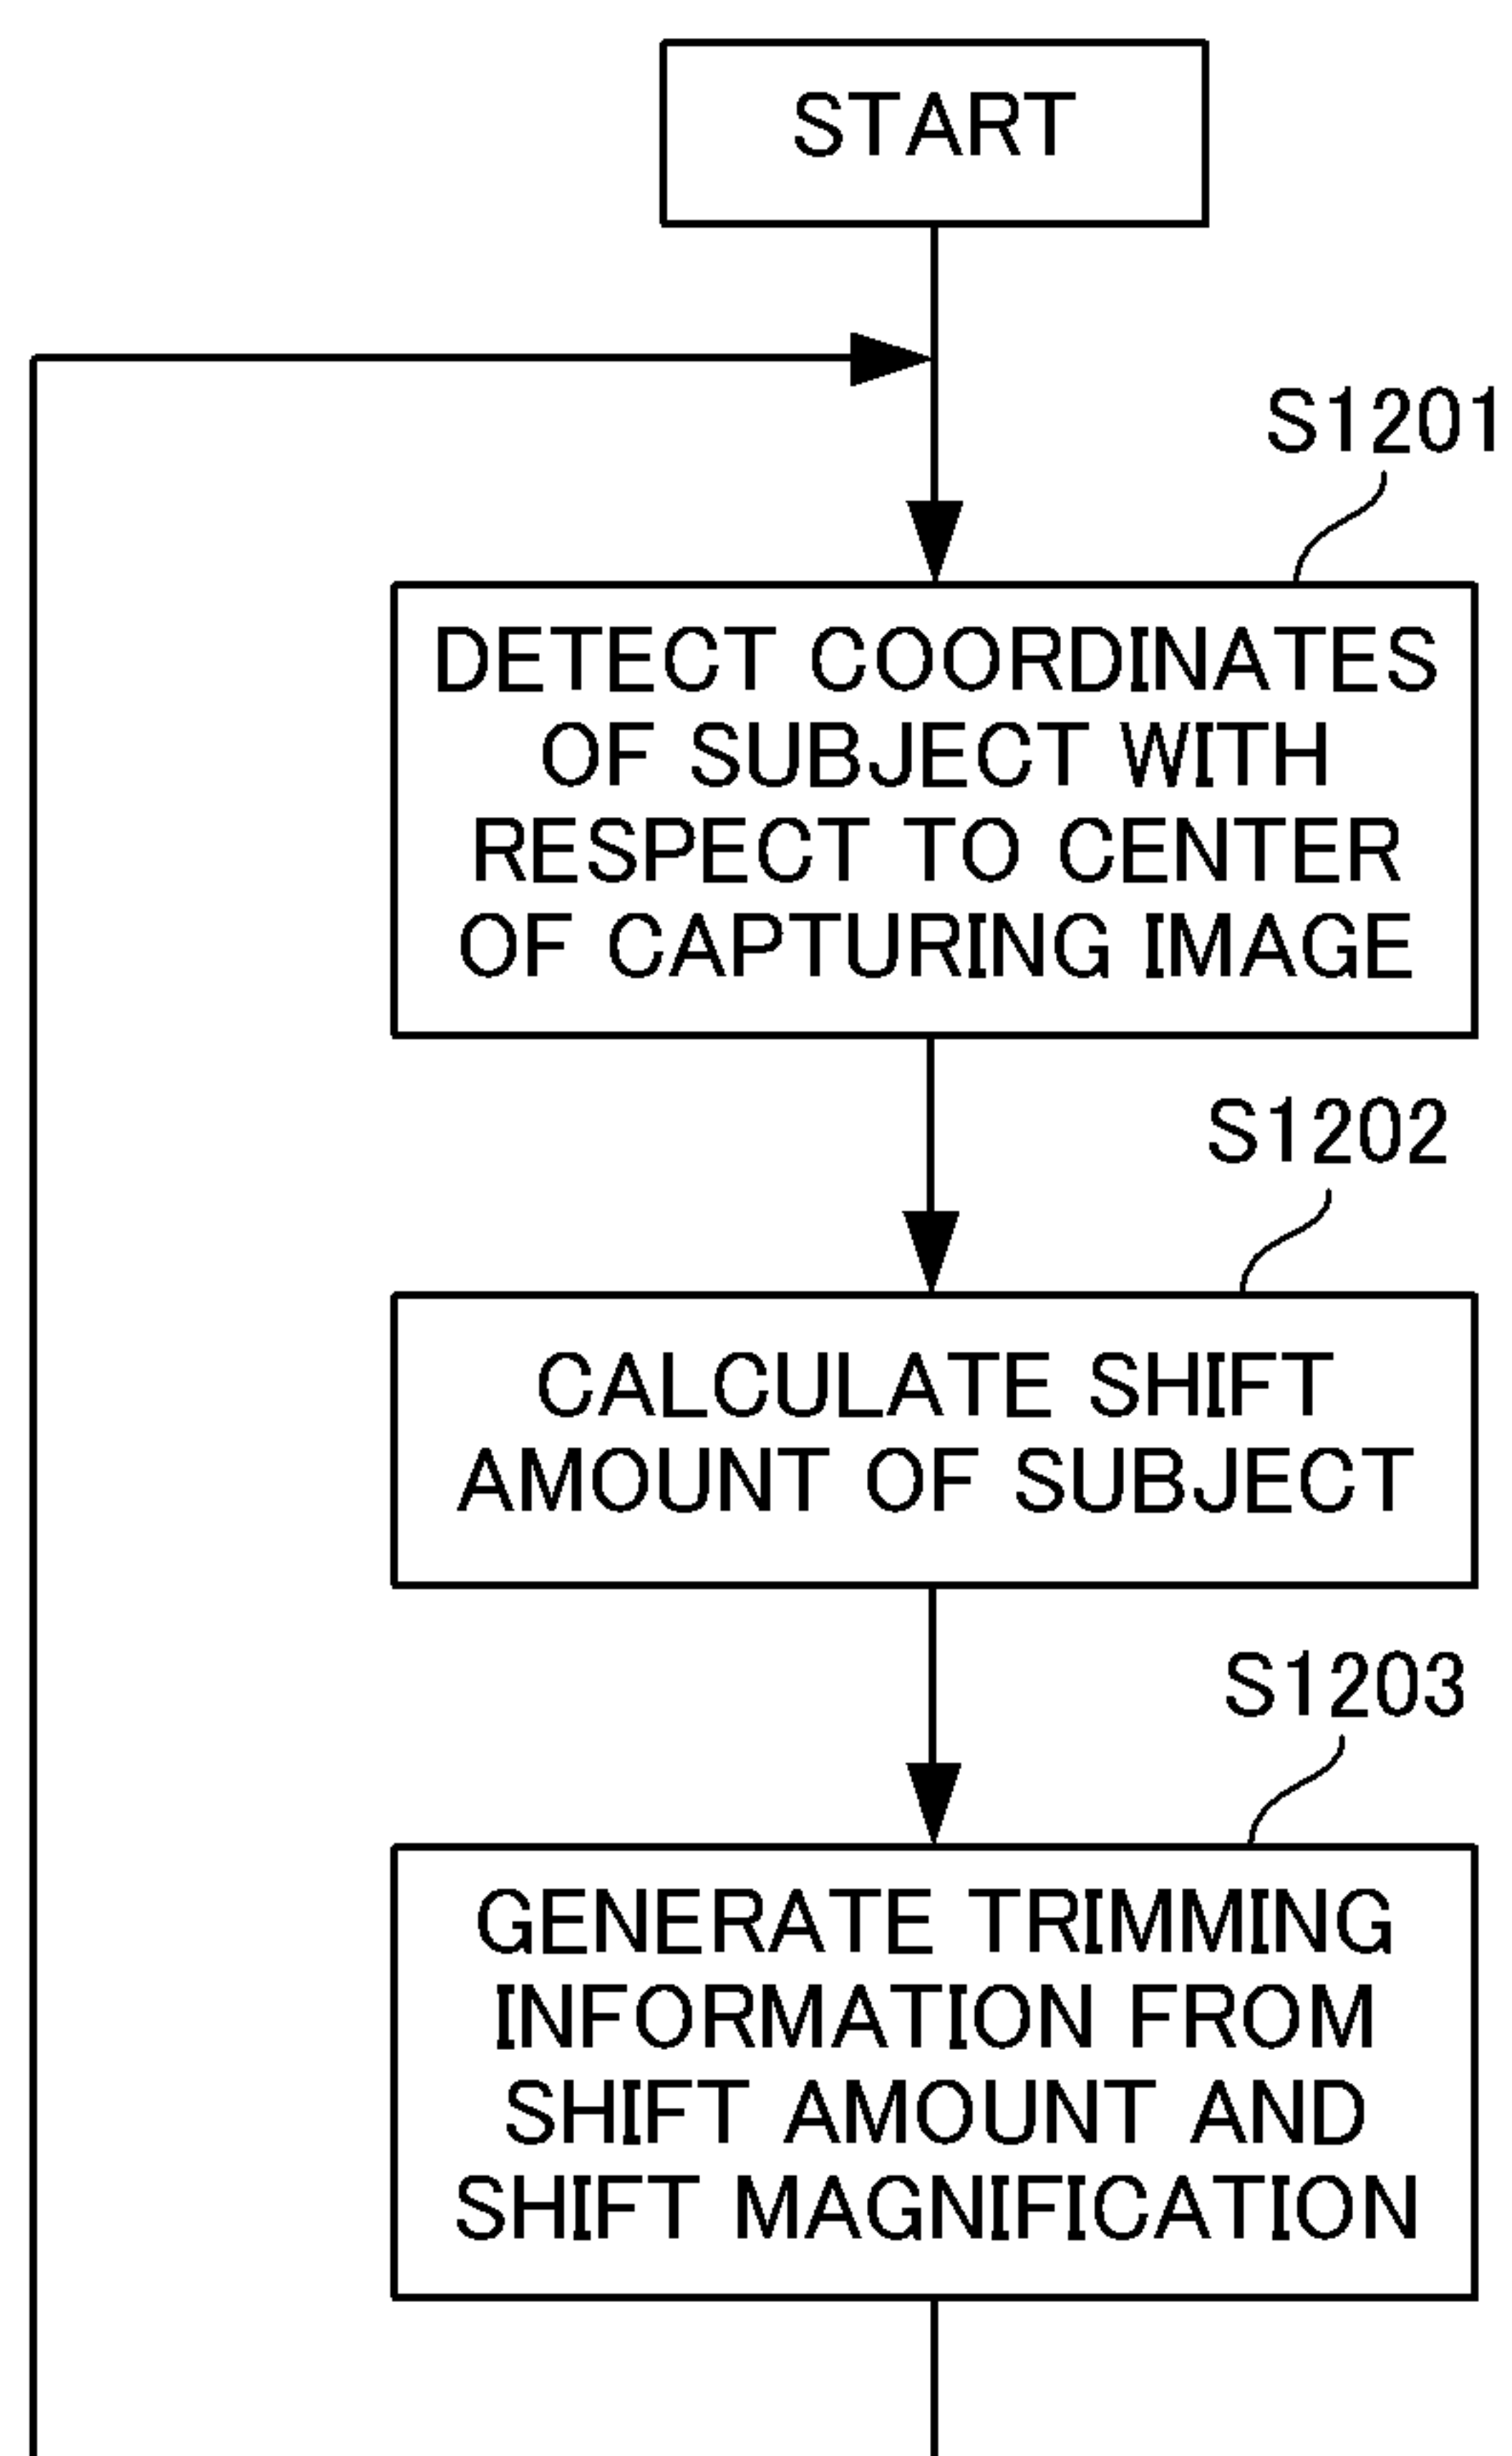 START
S1201
DETECT COORDINATES
OF SUBJECT WITH
RESPECT TO CENTER
OF CAPTURING IMAGE
S1202
CALCULATE SHIFT
AMOUNT OF SUBJECT
S1203
GENERATE TRIMMING
INFORMATION FROM
SHIFT AMOUNT AND
SHIFT MAGNIFICATION